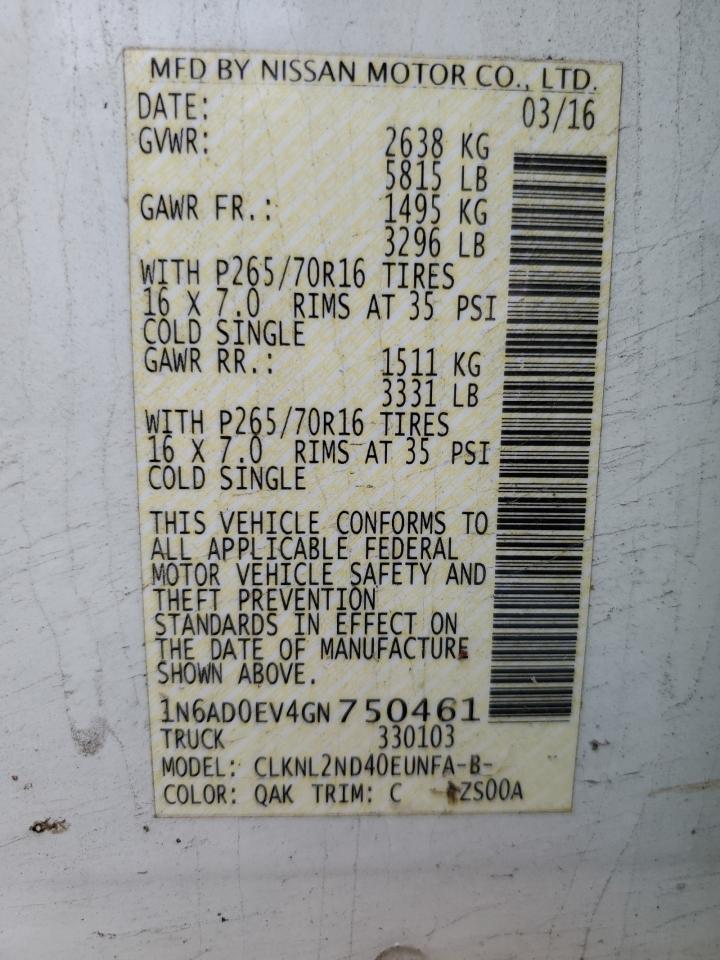 MFD BY NISSAN MOTOR CO., LTD.
DATE: 03/16
GVWR: 2638 KG
5815 LB
GAWR FR.: 1495 KG
3296 LB
WITH P265/70R16 TIRES
16 X 7.0 RIMS AT 35 PSI
COLD SINGLE
GAWR RR.: 1511 KG
3331 LB
WITH P265/70R16 TIRES
16 X 7.0 RIMS AT 35 PSI
COLD SINGLE
THIS VEHICLE CONFORMS TO
ALL APPLICABLE FEDERAL
MOTOR VEHICLE SAFETY AND
THEFT PREVENTION
STANDARDS IN EFFECT ON
THE DATE OF MANUFACTURE
SHOWN ABOVE.
1N6AD0EV4GN750461
TRUCK 330103
MODEL: CLKNL2ND40EUNFA-B-
COLOR: QAK TRIM: C